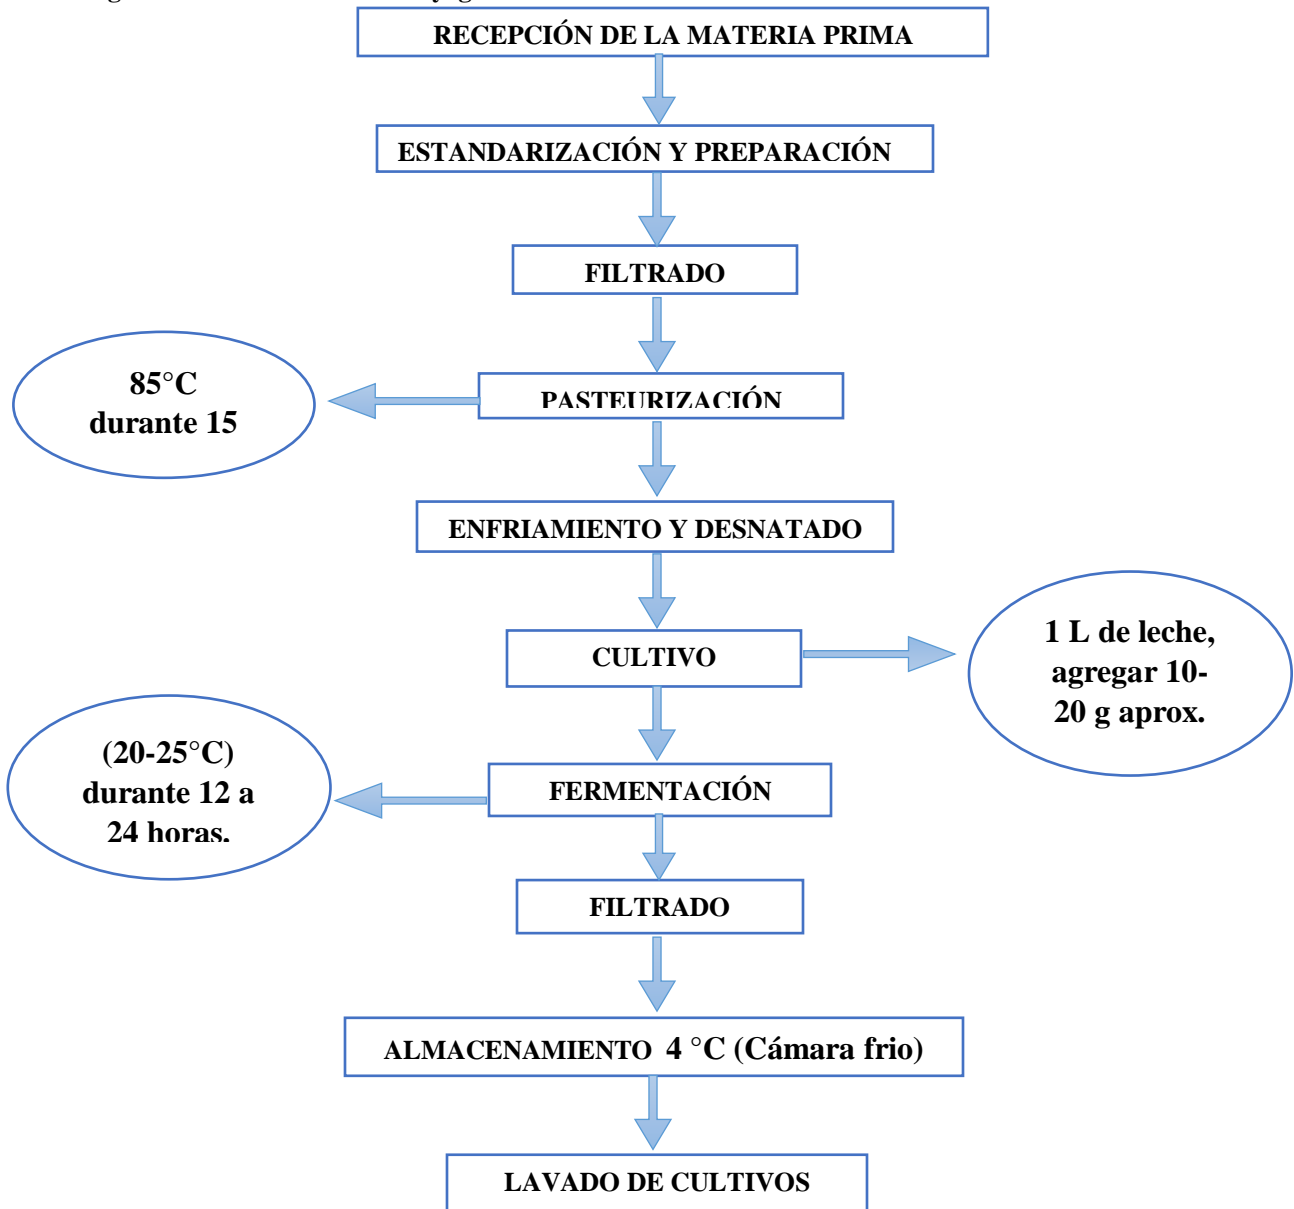 RECEPCIÓN DE LA MATERIA PRIMA
ESTANDARIZACIÓN Y PREPARACIÓN
FILTRADO
85°C
durante 15
PASTEURIZACIÓN
ENFRIAMIENTO Y DESNATADO
CULTIVO
1 L de leche,
agregar 10-
20 g aprox.
(20-25°C)
durante 12 a
24 horas.
FERMENTACIÓN
FILTRADO
ALMACENAMIENTO 4 °C (Cámara frio)
LAVADO DE CULTIVOS